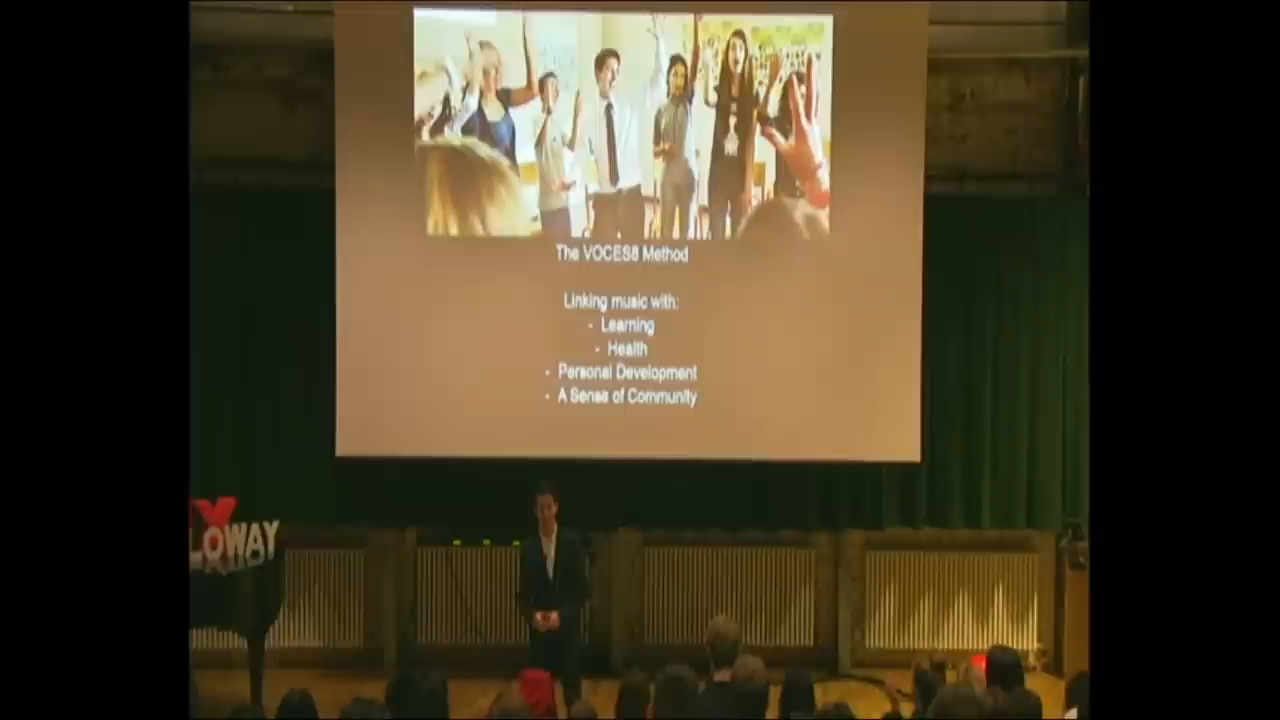 The VOCES8 Method
Linking music with:
- Learning
- Health
- Personal Development
- A Sense of Community
X
LOWAY